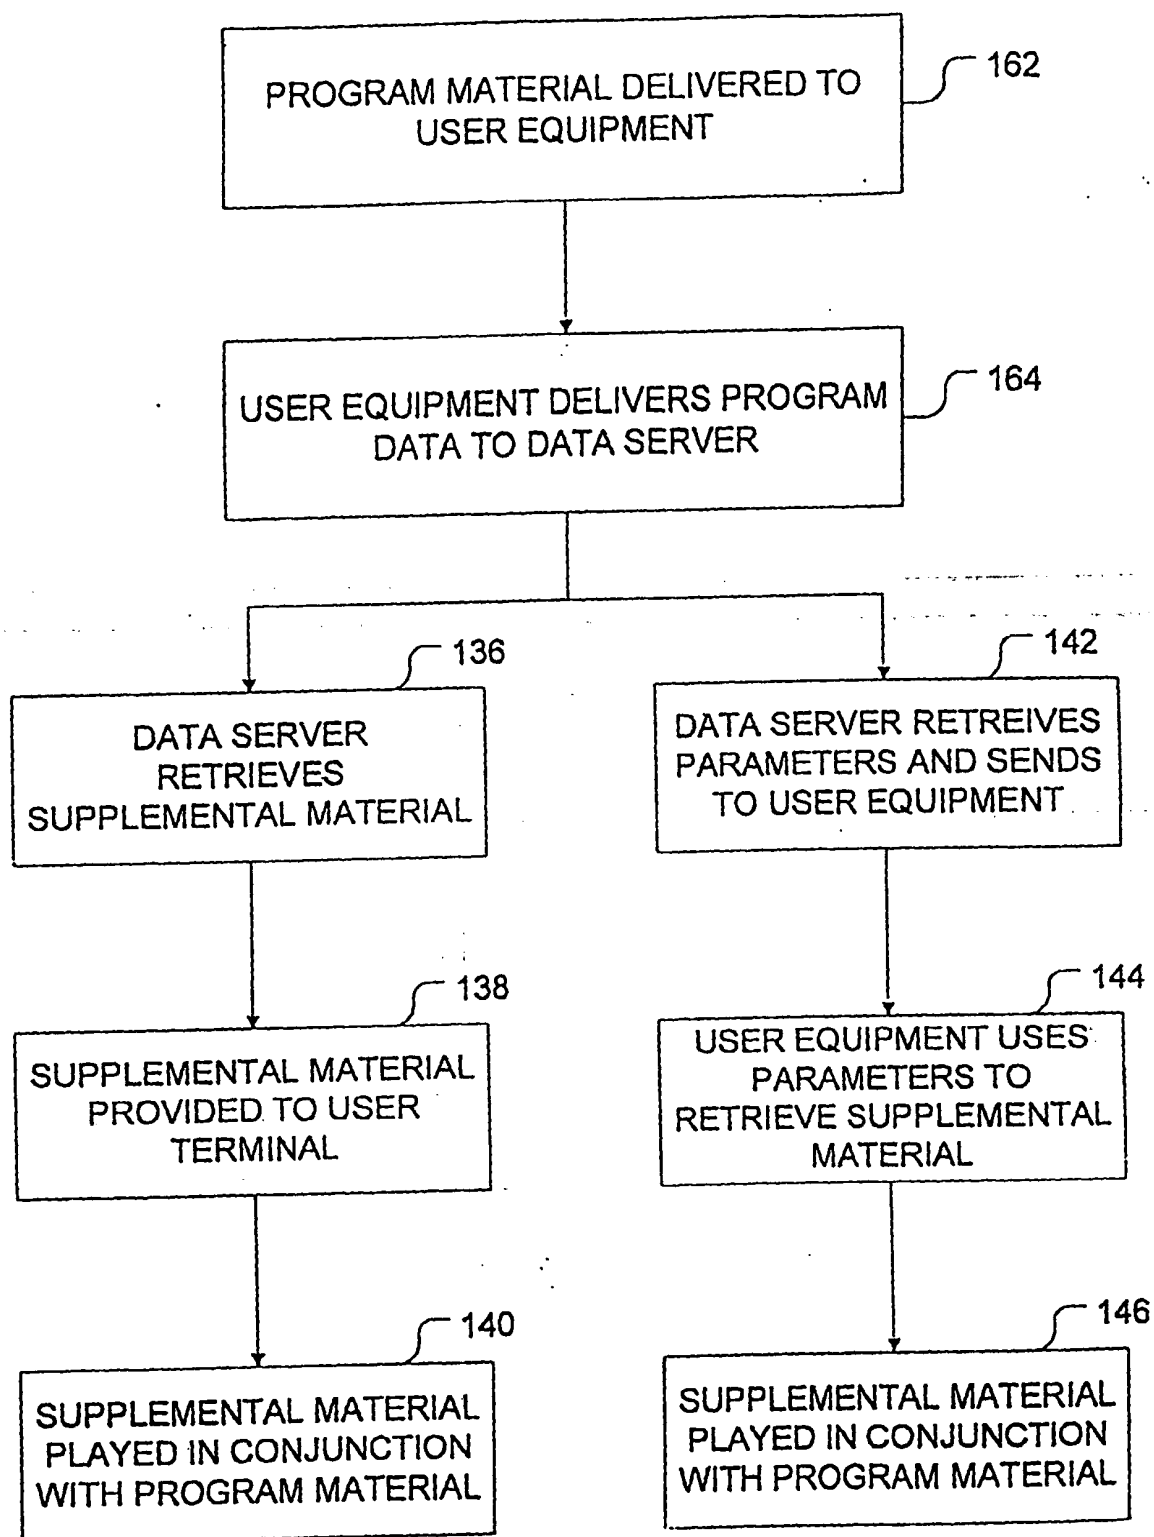 PROGRAM MATERIAL DELIVERED TO
USER EQUIPMENT
162
USER EQUIPMENT DELIVERS PROGRAM
DATA TO DATA SERVER
164
136
DATA SERVER
RETRIEVES
SUPPLEMENTAL MATERIAL
138
SUPPLEMENTAL MATERIAL
PROVIDED TO USER
TERMINAL
140
SUPPLEMENTAL MATERIAL
PLAYED IN CONJUNCTION
WITH PROGRAM MATERIAL
142
DATA SERVER RETREIVES
PARAMETERS AND SENDS
TO USER EQUIPMENT
144
USER EQUIPMENT USES
PARAMETERS TO
RETRIEVE SUPPLEMENTAL
MATERIAL
146
SUPPLEMENTAL MATERIAL
PLAYED IN CONJUNCTION
WITH PROGRAM MATERIAL